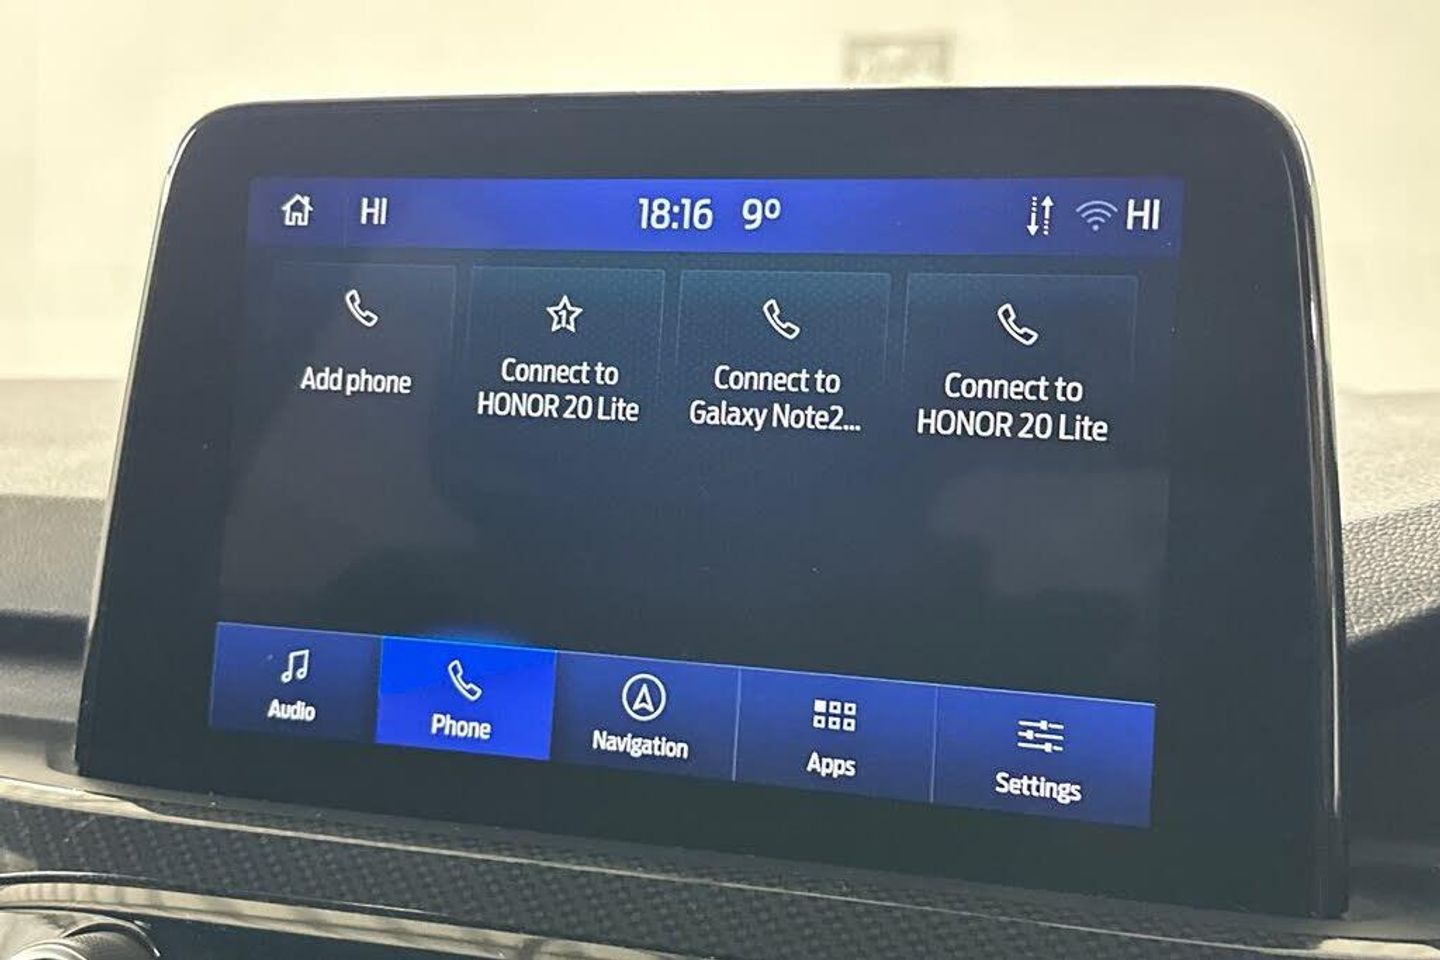 HI 18:16 9º HI
Add phone
1
Connect to
HONOR 20 Lite
Connect to
Galaxy Note2...
Connect to
HONOR 20 Lite
Audio
Phone
Navigation
Apps
Settings